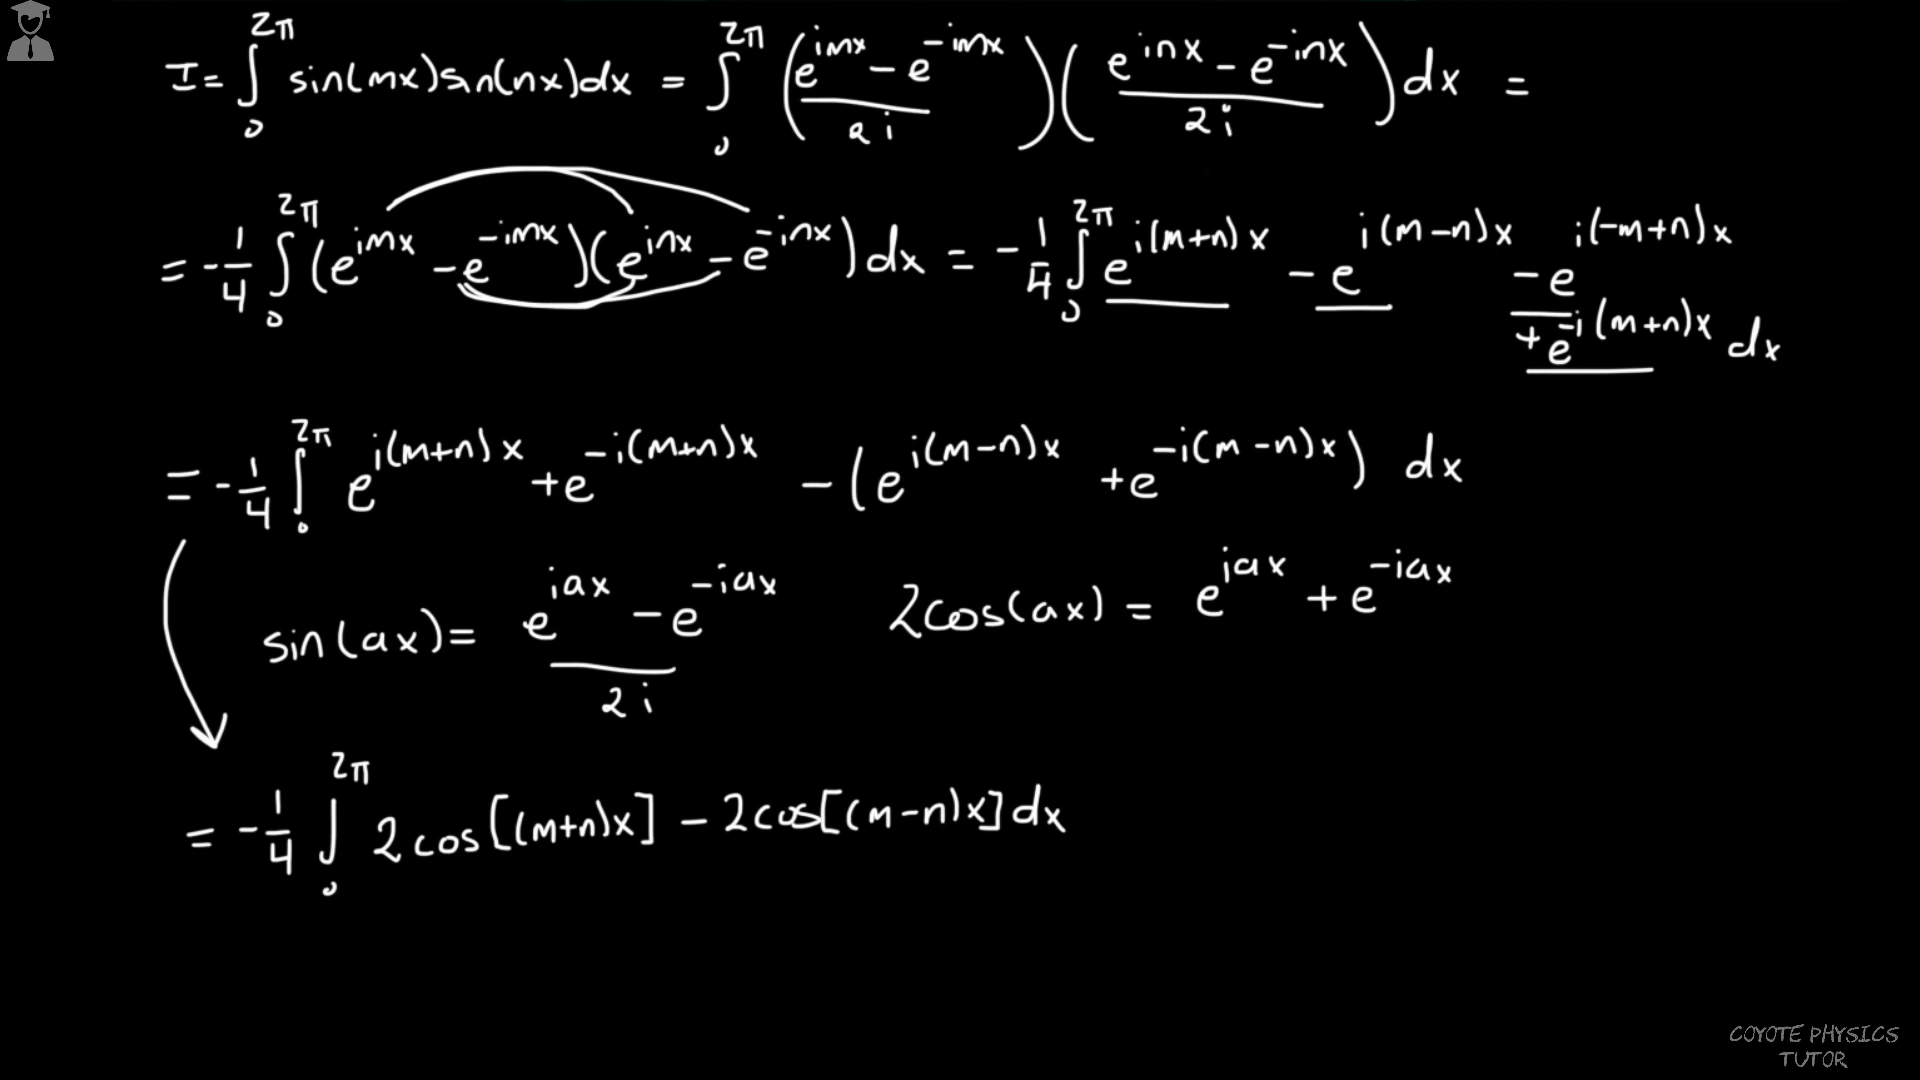 I = ∫₀^{2π} sin(mx)sin(nx)dx = ∫₀^{2π} ((e^{imx} - e^{-imx})/2i)((e^{inx} - e^{-inx})/2i) dx =
= -1/4 ∫₀^{2π} (e^{imx} - e^{-imx})(e^{inx} - e^{-inx}) dx = -1/4 ∫₀^{2π} e^{i(m+n)x} - e^{i(m-n)x} - e^{i(-m+n)x}
+ e^{-i(m+n)x} dx
= -1/4 ∫₀^{2π} e^{i(m+n)x} + e^{-i(m+n)x} - (e^{i(m-n)x} + e^{-i(m-n)x}) dx
sin(ax) = (e^{iax} - e^{-iax})/2i 2cos(ax) = e^{iax} + e^{-iax}
= -1/4 ∫₀^{2π} 2cos[(m+n)x] - 2cos[(m-n)x]dx
COYOTE PHYSICS
TUTOR